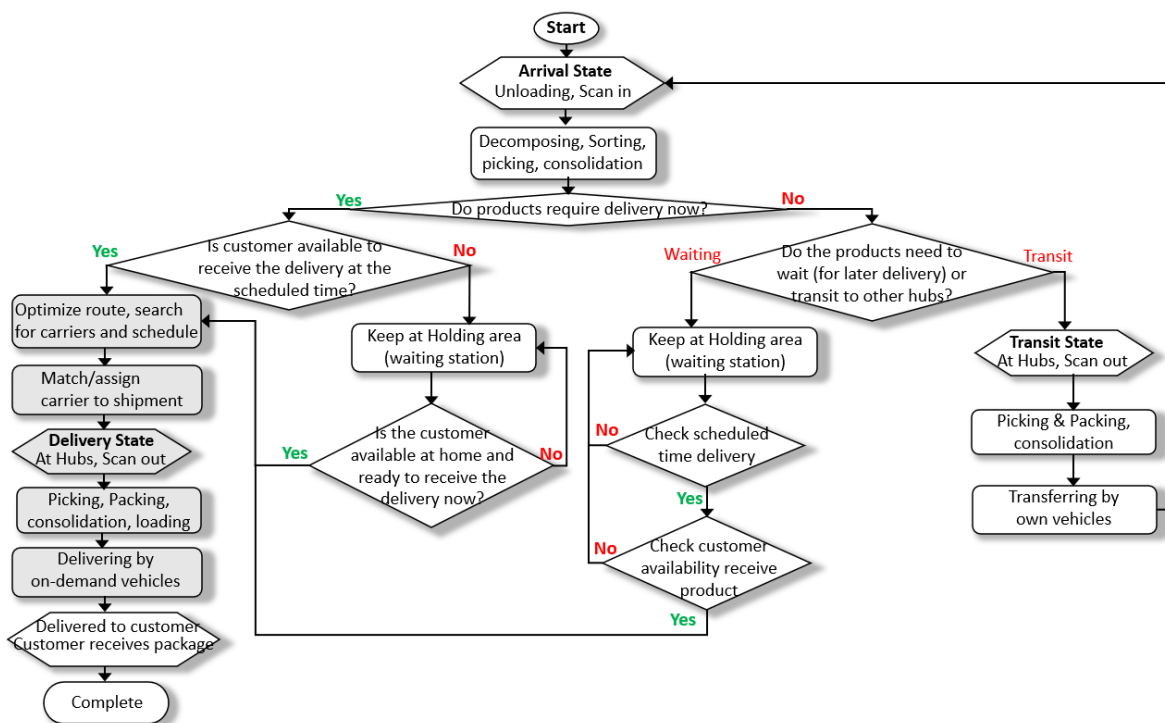 Start
Arrival State
Unloading, Scan in
Decomposing, Sorting,
picking, consolidation
Yes
No
Do products require delivery now?
Yes
Is customer available to
receive the delivery at the
scheduled time?
No
Waiting
Do the products need to
wait (for later delivery) or
transit to other hubs?
Transit
Optimize route, search
for carriers and schedule
Keep at Holding area
(waiting station)
Keep at Holding area
(waiting station)
Transit State
At Hubs, Scan out
Match/assign
carrier to shipment
Delivery State
At Hubs, Scan out
Yes
Is the customer
available at home and
ready to receive the
delivery now?
No
No
Check scheduled
time delivery
Yes
Picking & Packing,
consolidation
Picking, Packing,
consolidation, loading
Transferring by
own vehicles
Delivering by
on-demand vehicles
No
Check customer
availability receive
product
Yes
Delivered to customer
Customer receives package
Complete